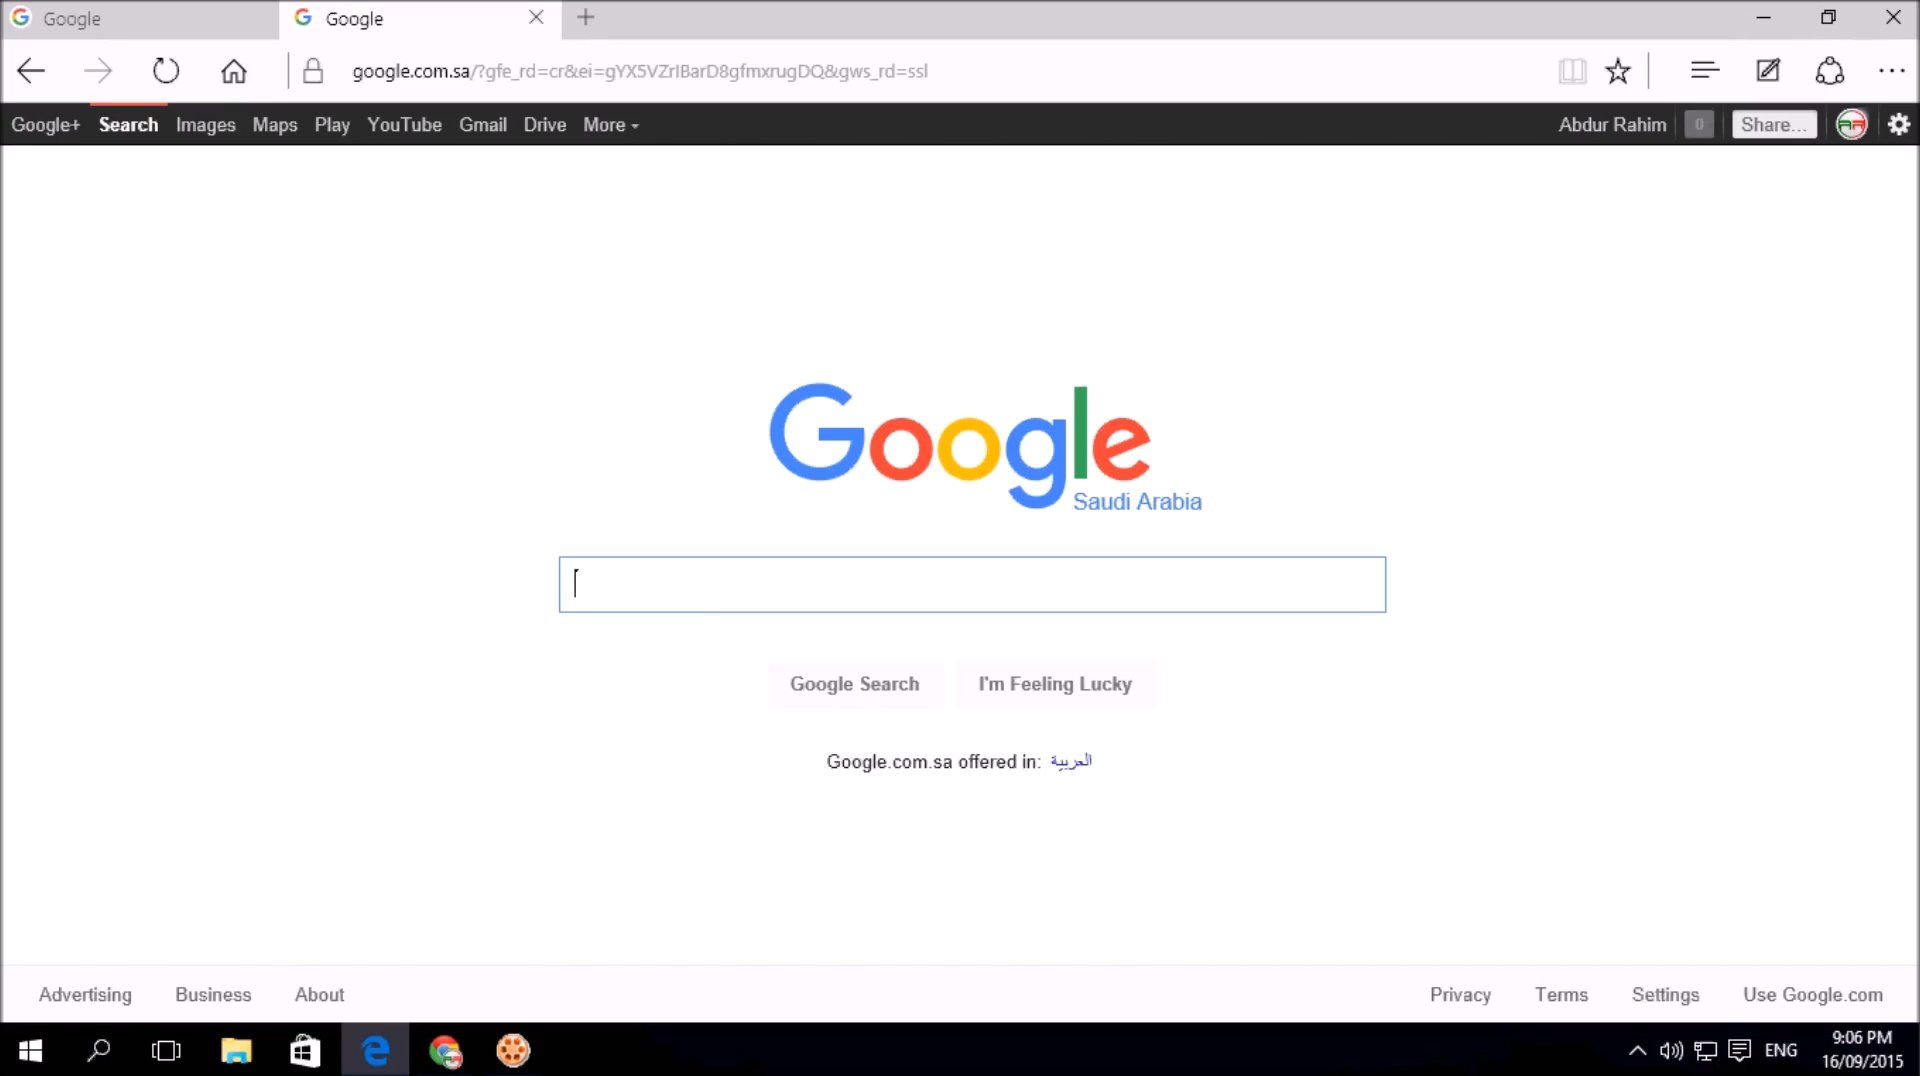 Google
Google
google.com.sa/?gfe_rd=cr&ei=gYX5VZrIBarD8gfmxrugDQ&gws_rd=ssl
Google+ Search Images Maps Play YouTube Gmail Drive More Abdur Rahim 0 Share...
Google
Saudi Arabia
Google Search I'm Feeling Lucky
Google.com.sa offered in: العربية
Advertising Business About Privacy Terms Settings Use Google.com
ENG 9:06 PM
16/09/2015